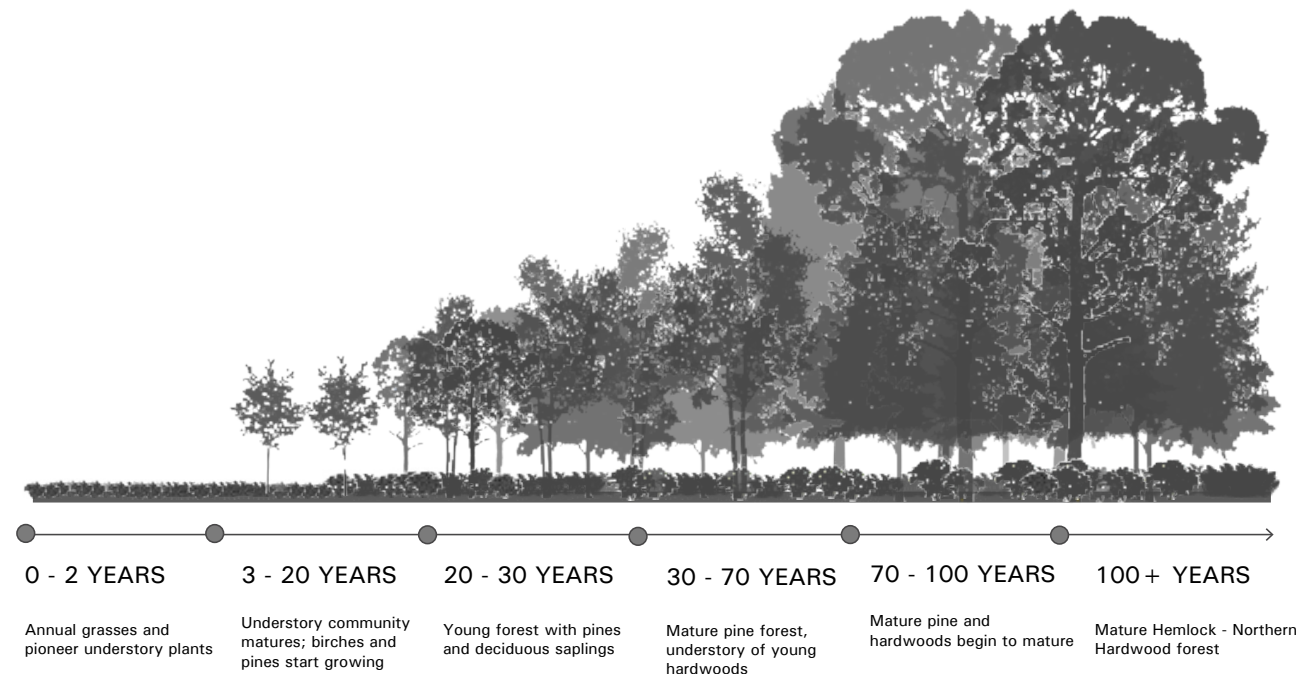 0 - 2 YEARS
Annual grasses and
pioneer understory plants
3 - 20 YEARS
Understory community
matures; birches and
pines start growing
20 - 30 YEARS
Young forest with pines
and deciduous saplings
30 - 70 YEARS
Mature pine forest,
understory of young
hardwoods
70 - 100 YEARS
Mature pine and
hardwoods begin to mature
100+ YEARS
Mature Hemlock - Northern
Hardwood forest